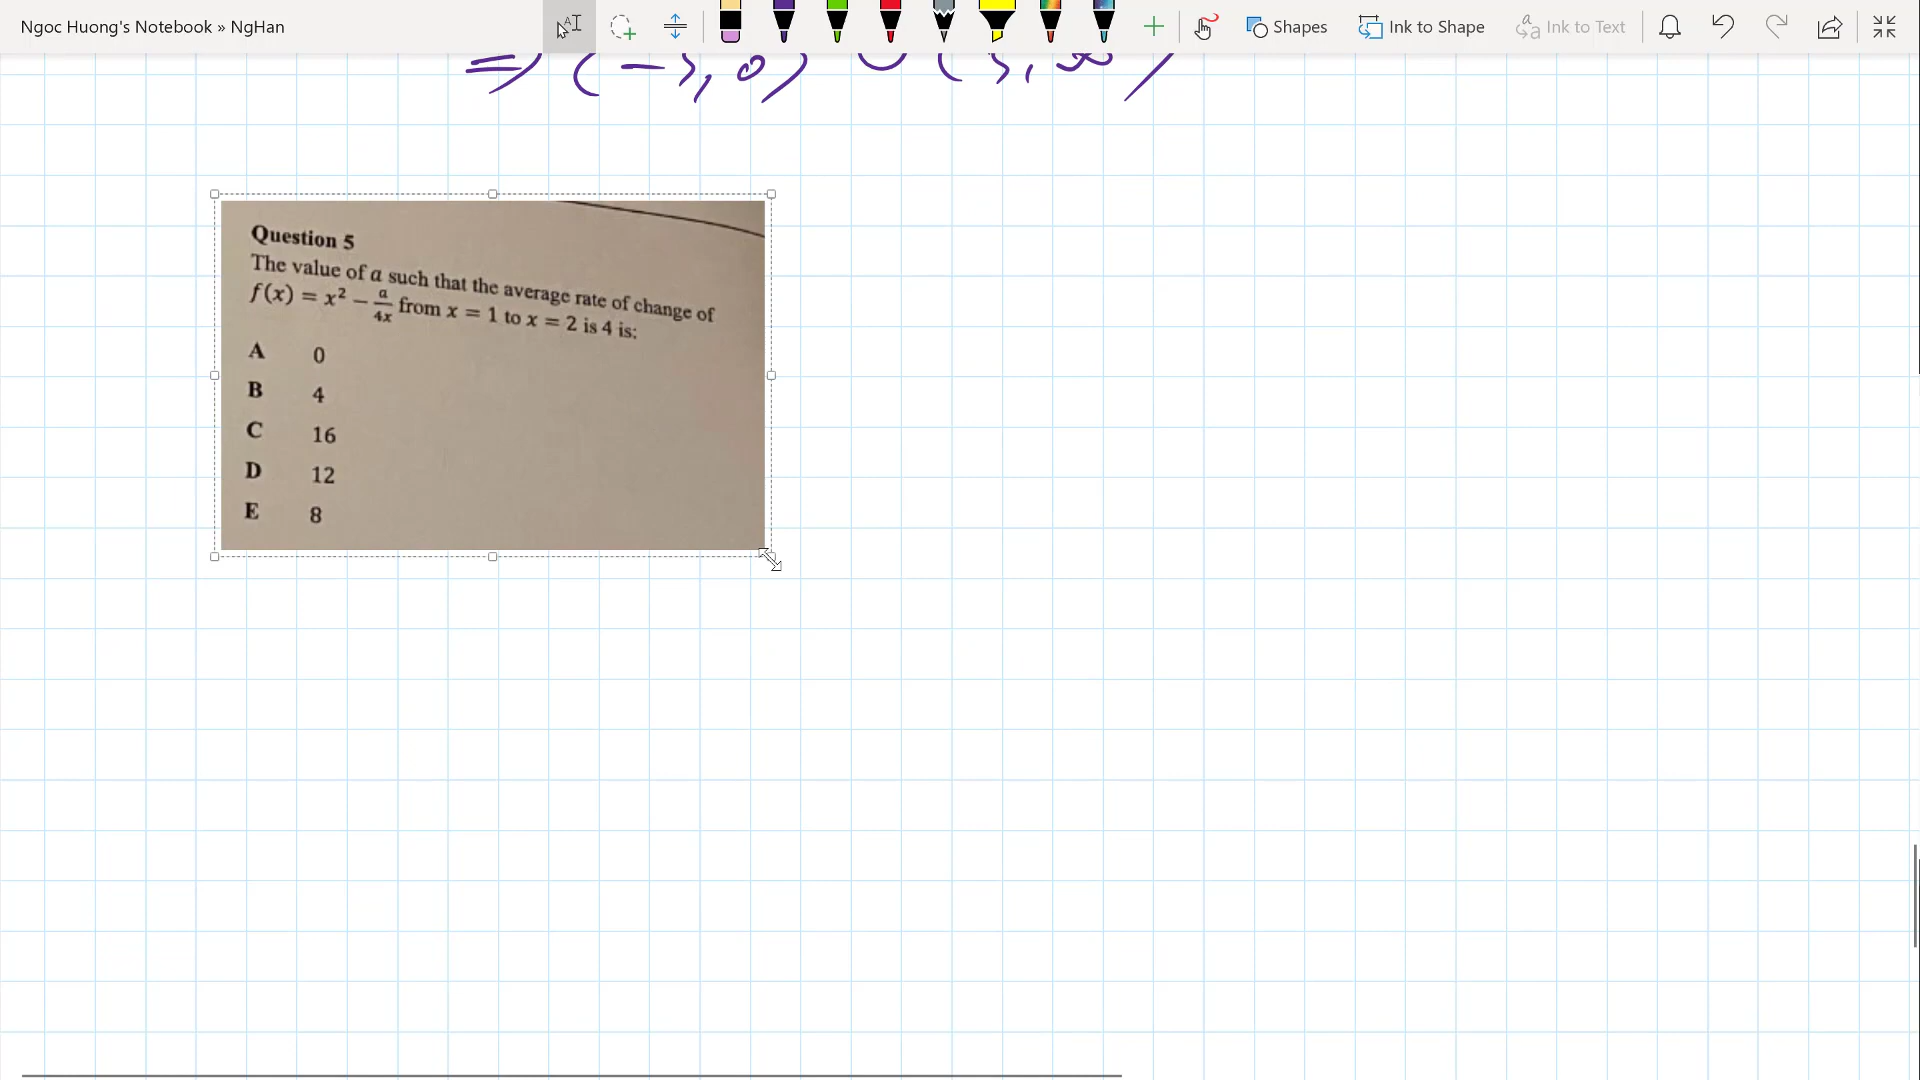 Ngoc Huong's Notebook » NgHan
Shapes
Ink to Shape
Ink to Text
Question 5
The value of a such that the average rate of change of
f(x) = x² − a/4x from x = 1 to x = 2 is 4 is:
A 0
B 4
C 16
D 12
E 8